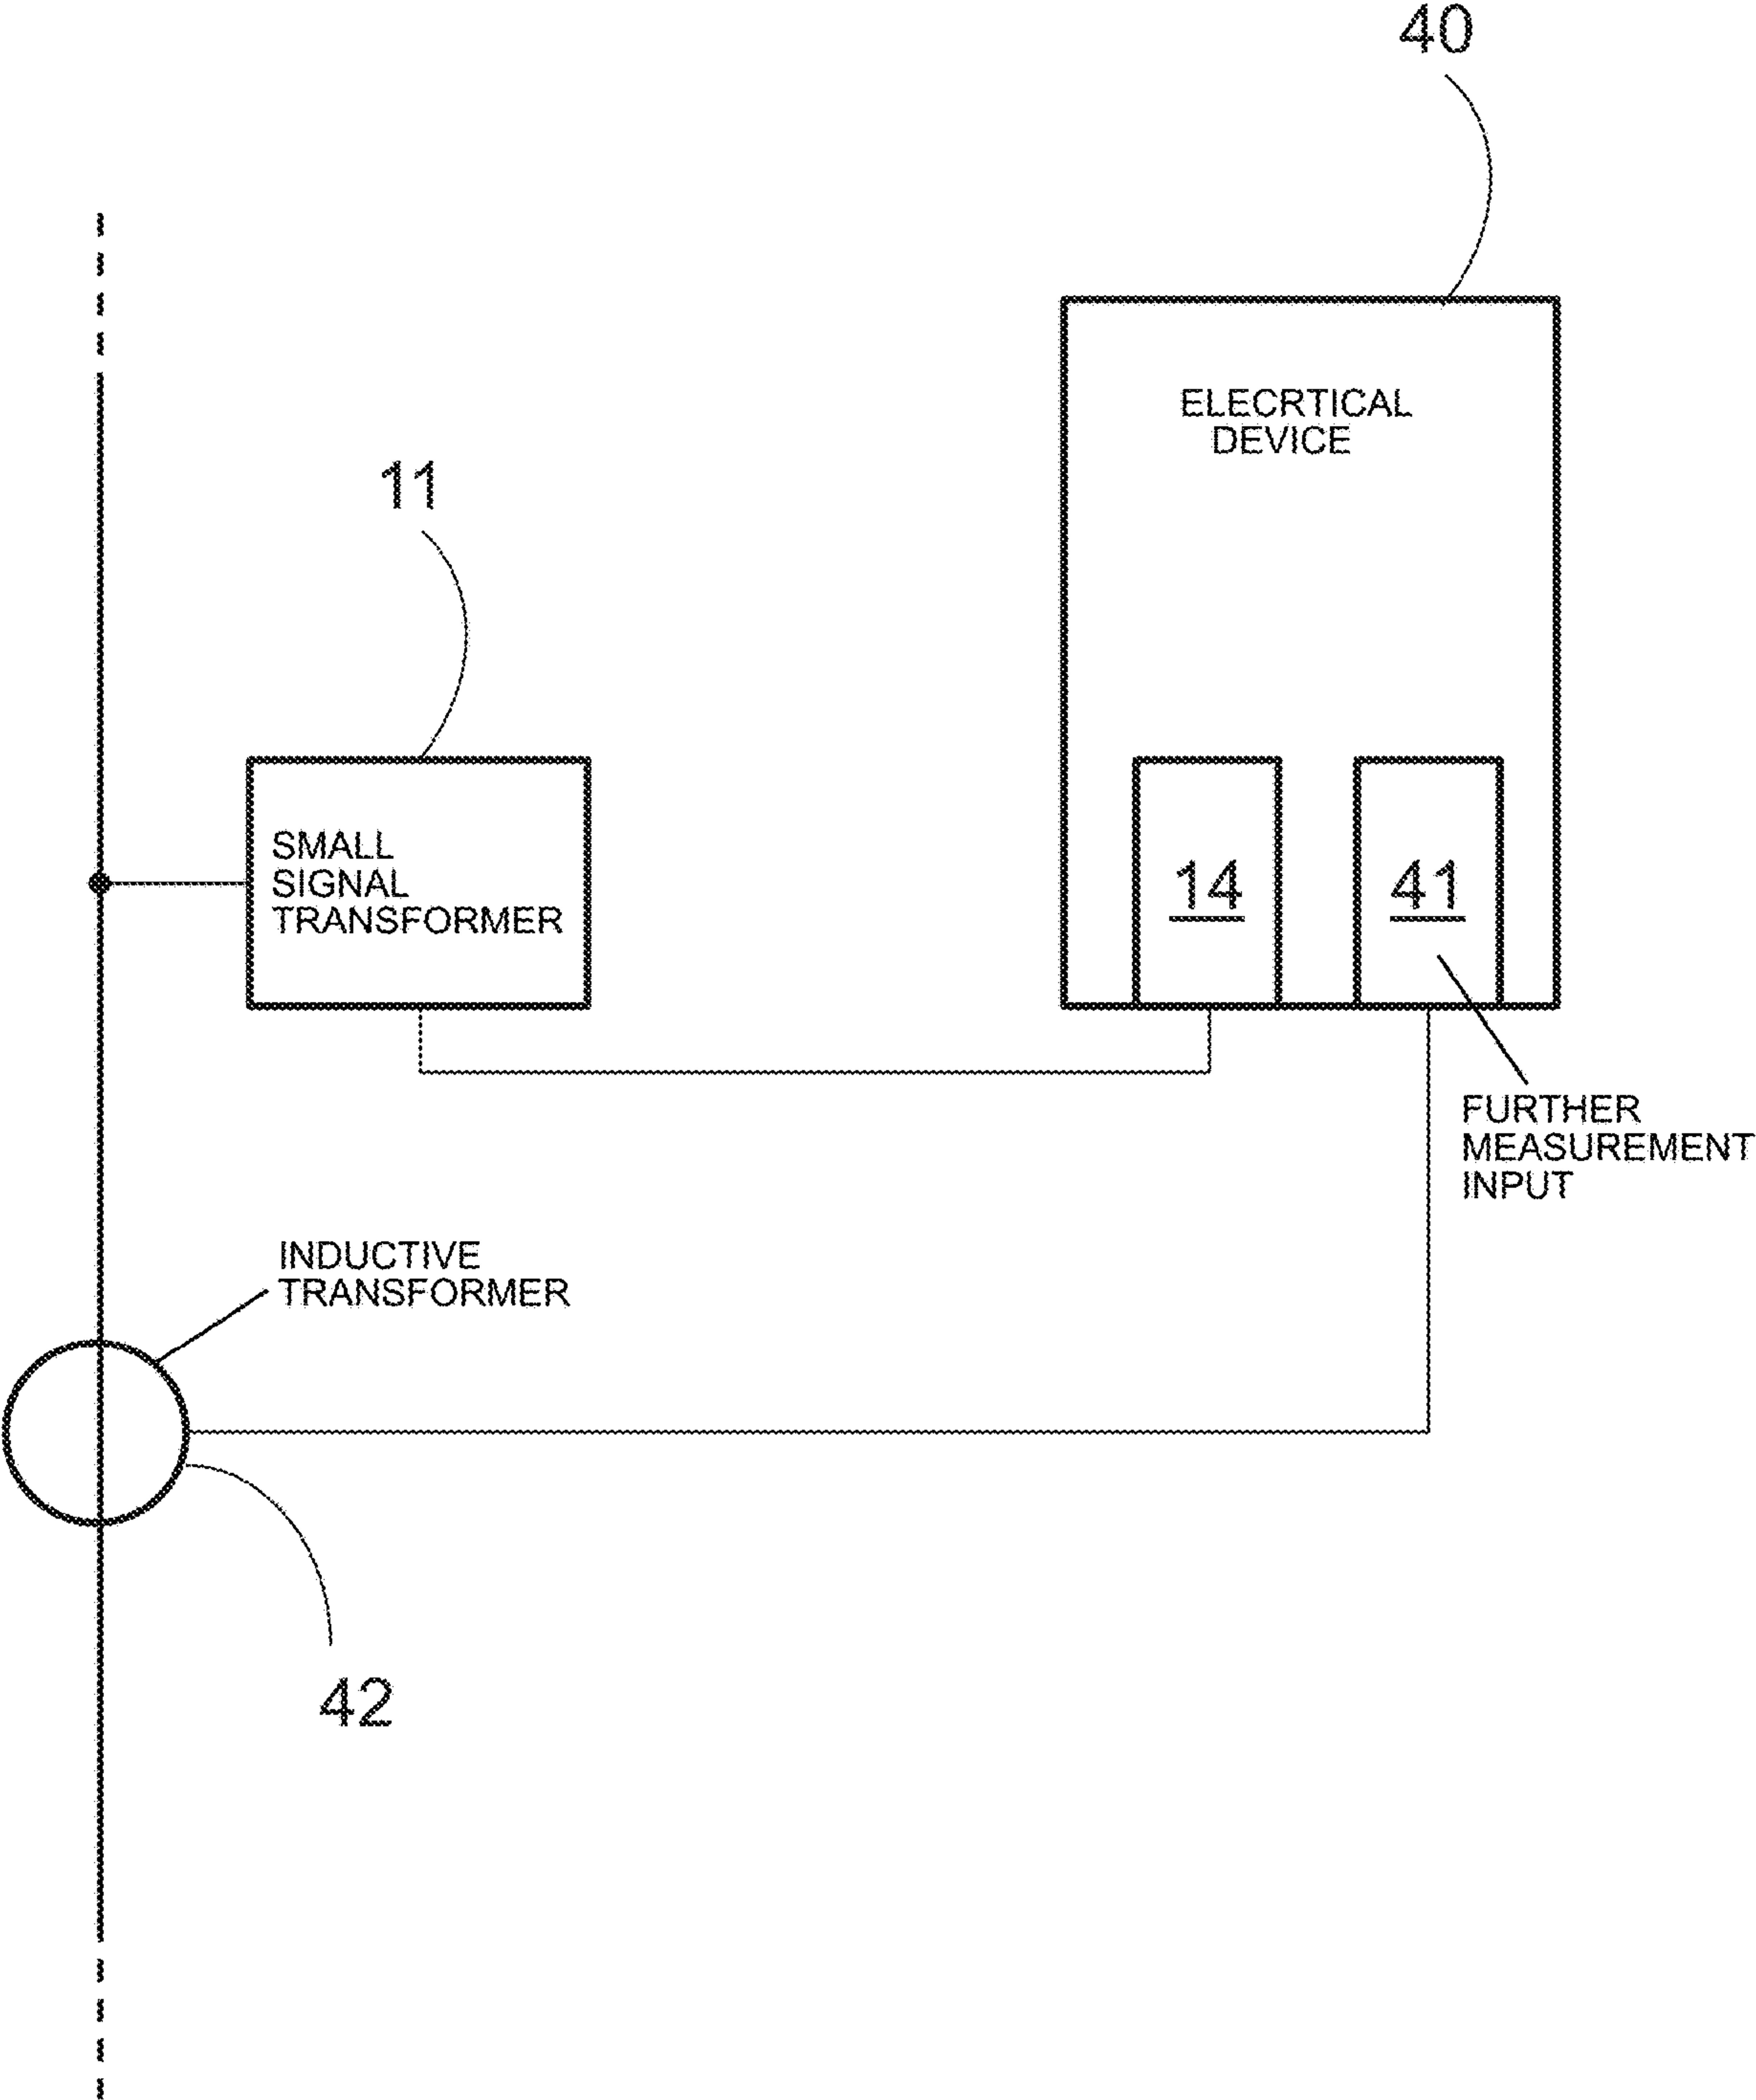 40
ELECRTICAL
DEVICE
11
SMALL
SIGNAL
TRANSFORMER
14
41
FURTHER
MEASUREMENT
INPUT
INDUCTIVE
TRANSFORMER
42